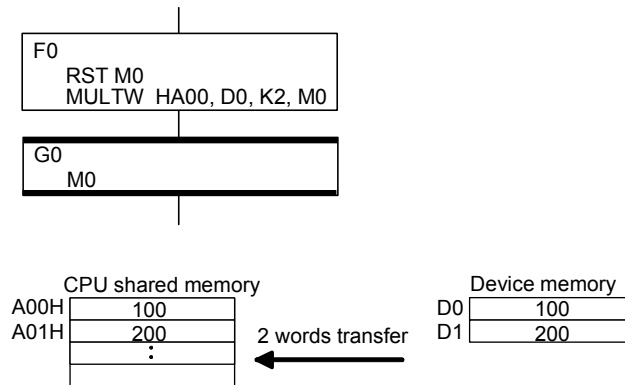 F0
RST M0
MULTW HA00, D0, K2, M0
G0
M0
CPU shared memory
Device memory
A00H 100
D0 100
A01H 200
2 words transfer
D1 200
: